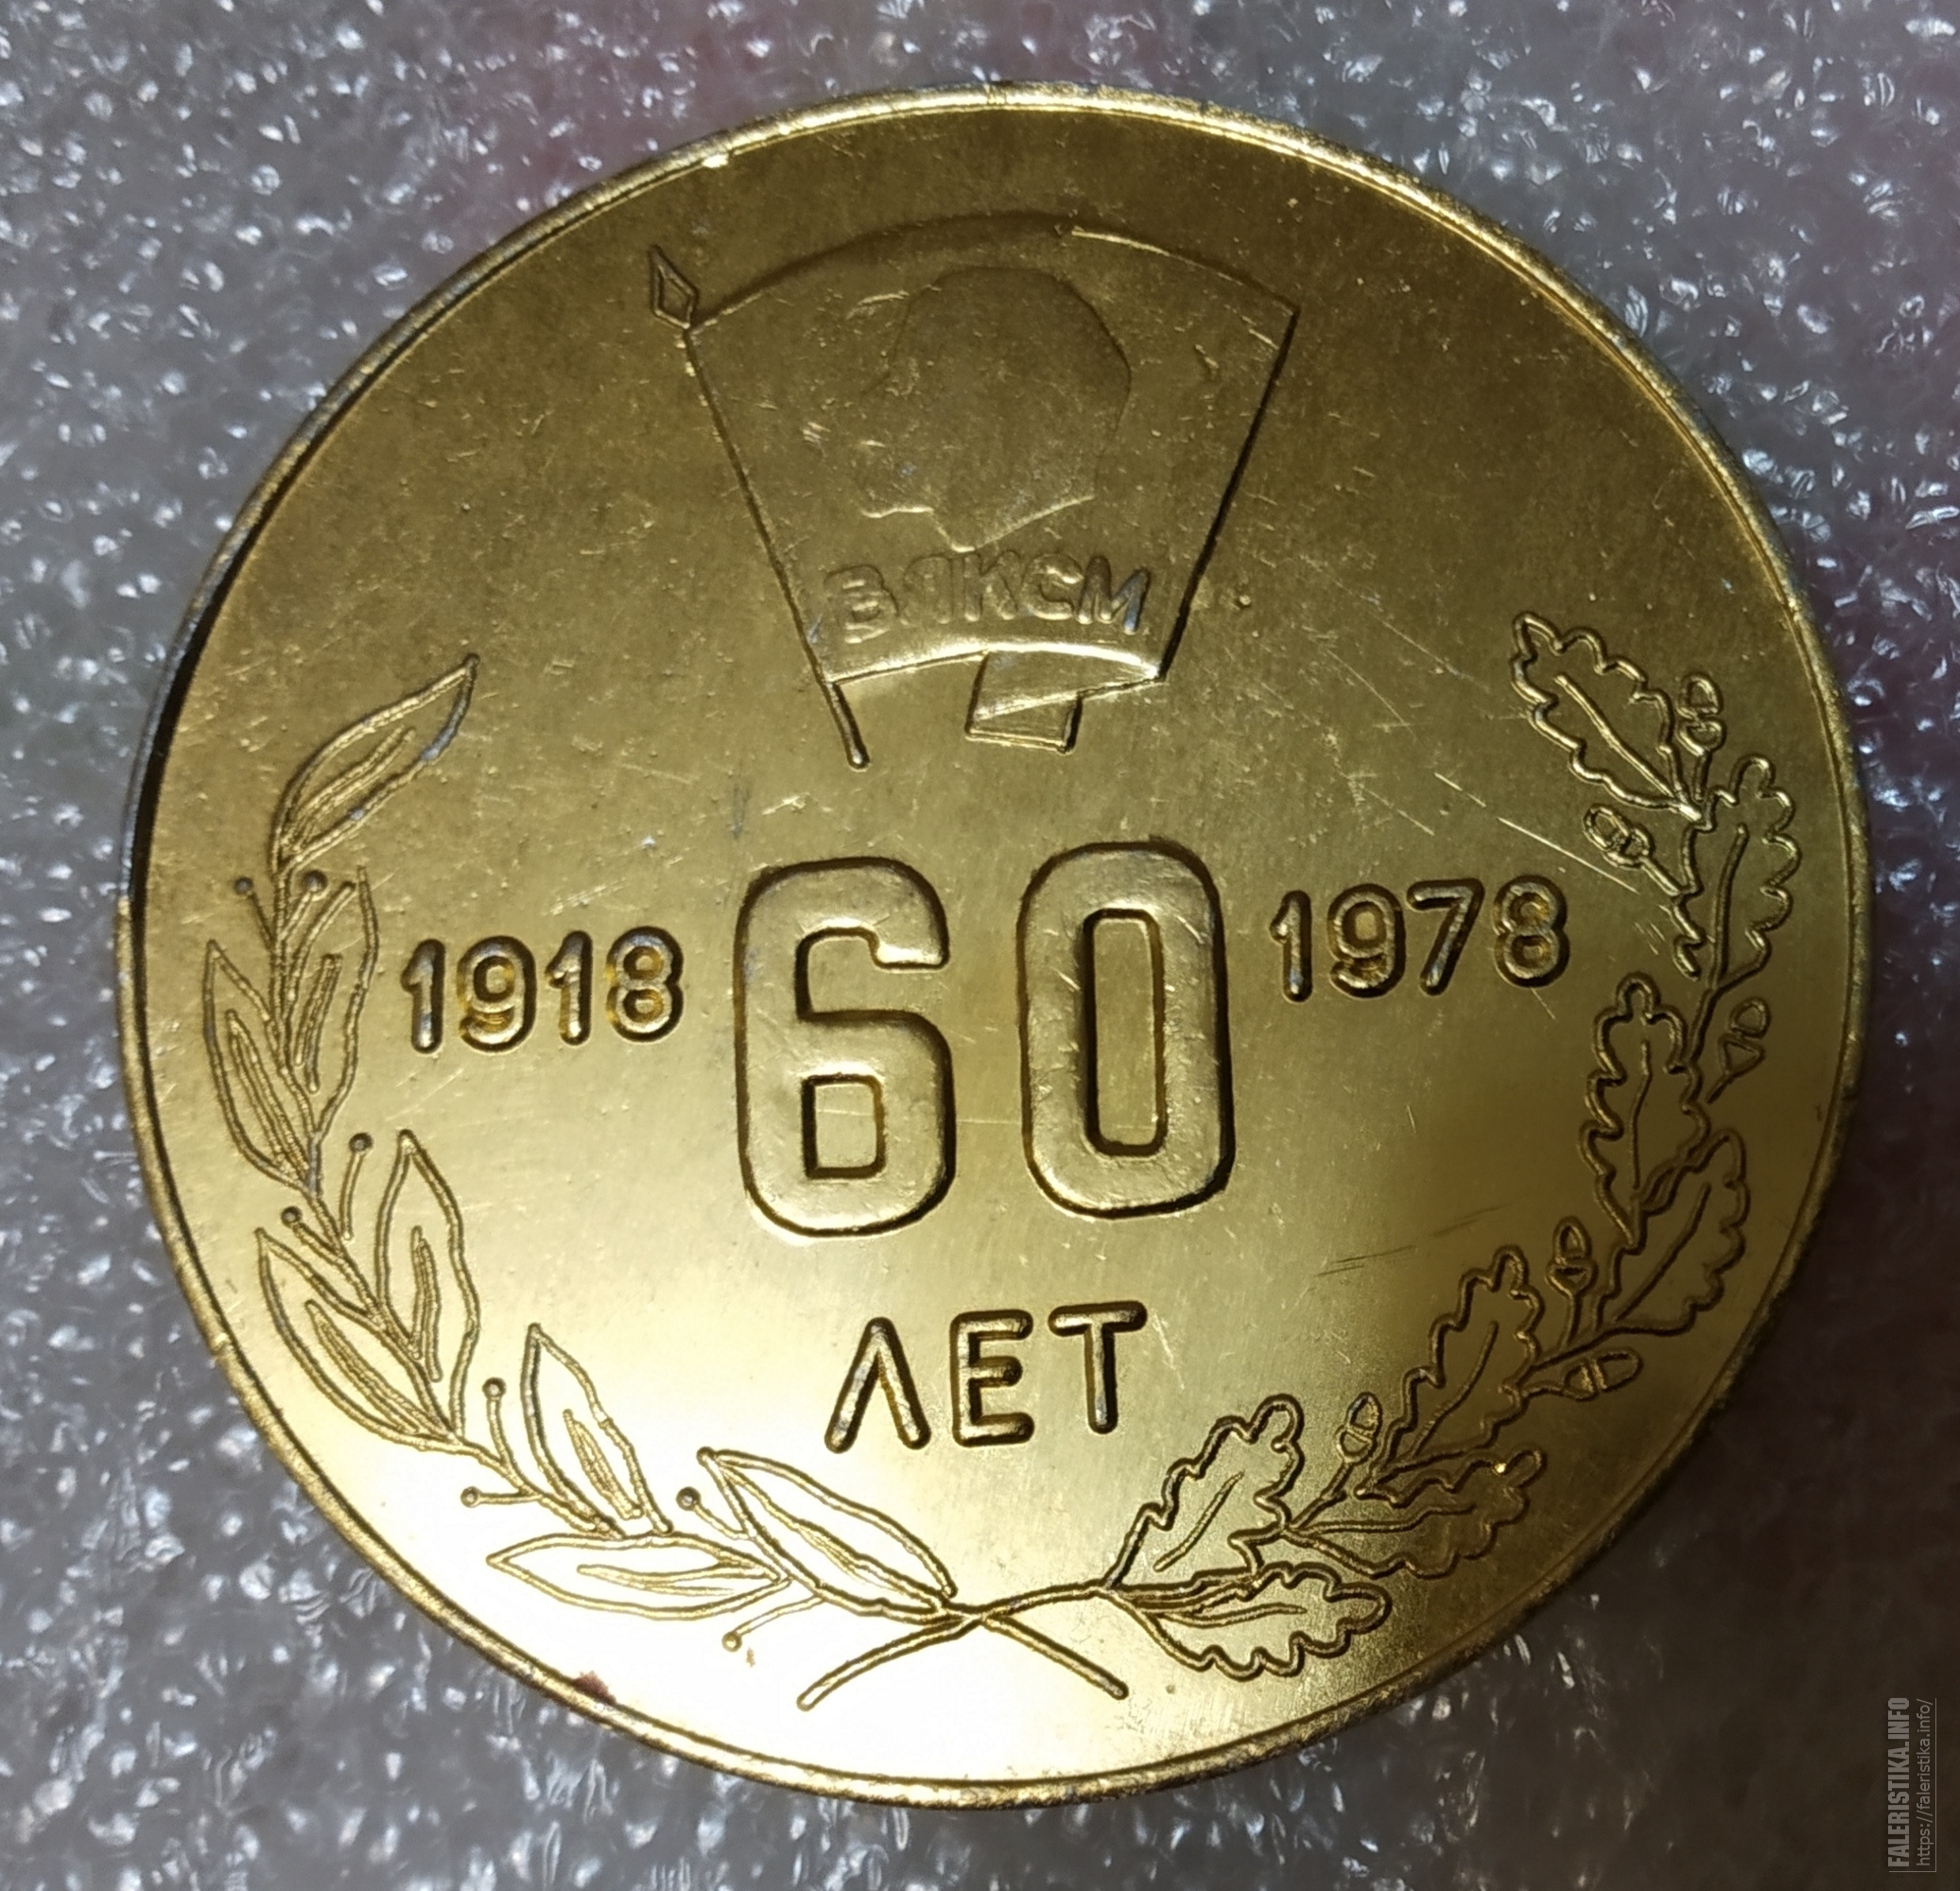 ВЛКСМ
1918 60 1978
ЛЕТ
FALERISTIKA.INFO
https://faleristika.info/